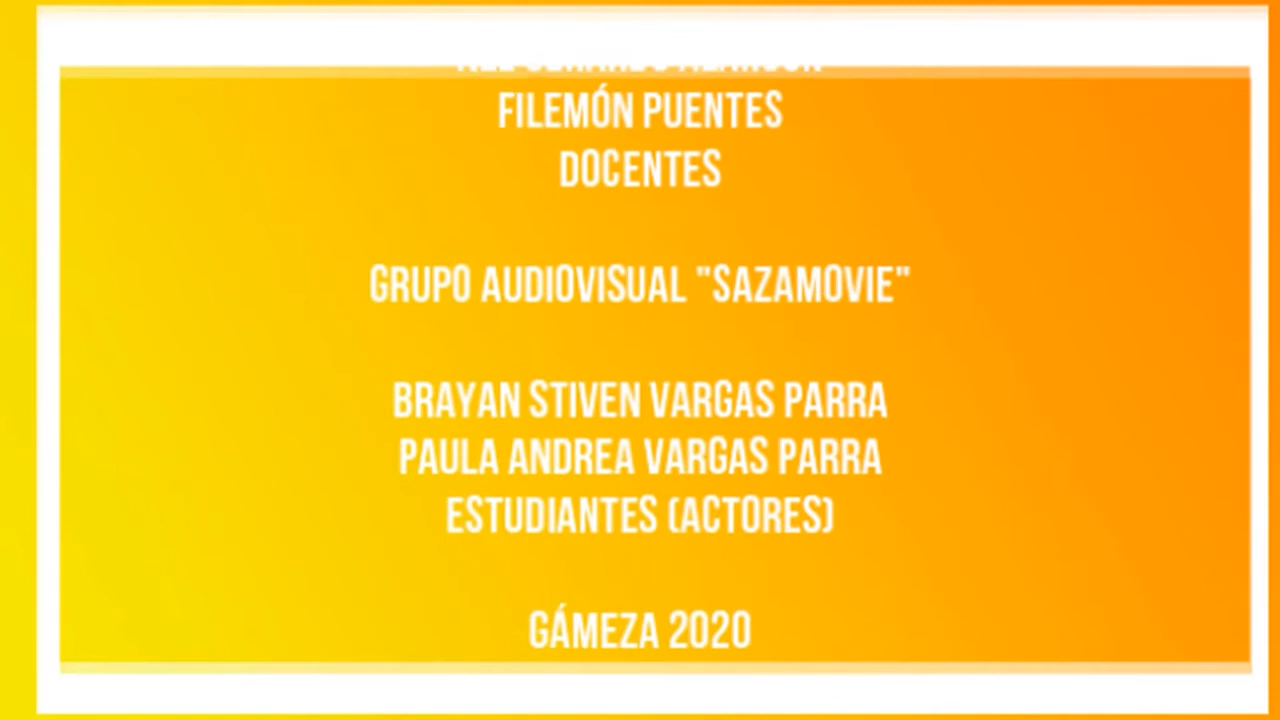 FILEMÓN PUENTES
DOCENTES
GRUPO AUDIOVISUAL "SAZAMOVIE"
BRAYAN STIVEN VARGAS PARRA
PAULA ANDREA VARGAS PARRA
ESTUDIANTES (ACTORES)
GÁMEZA 2020